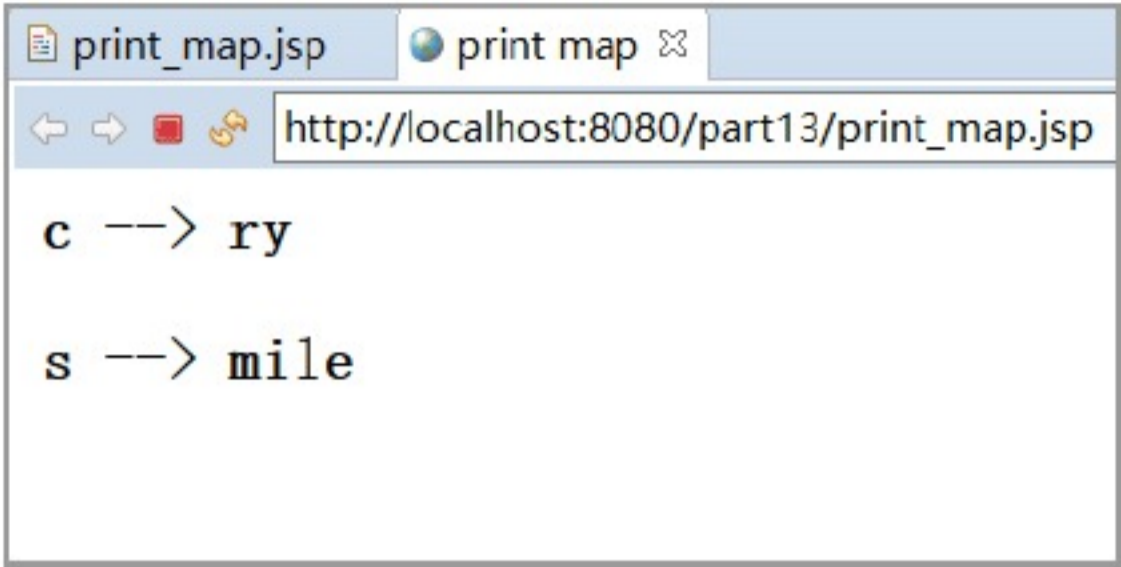 print_map.jsp print map
http://localhost:8080/part13/print_map.jsp
c --> ry
s --> mile